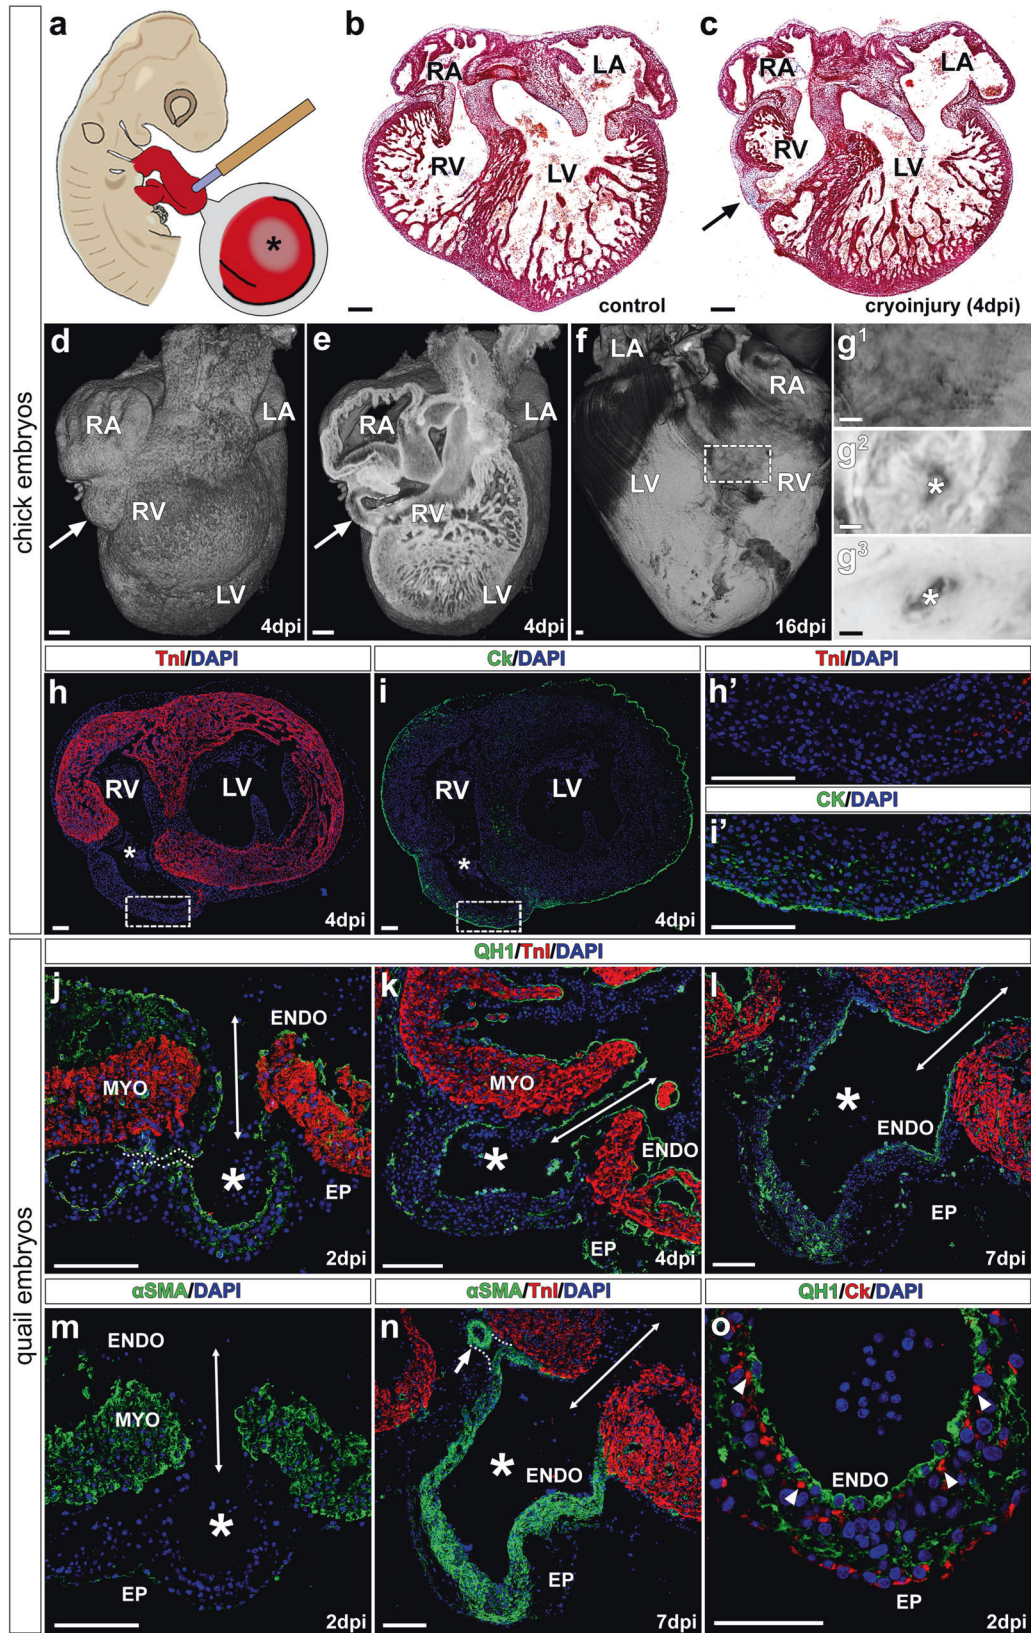 chick embryos
a
*
b
RA
LA
RV
LV
control
c
RA
LA
RV
LV
cryoinjury (4dpi)
d
RA
LA
RV
LV
4dpi
e
RA
LA
RV
LV
4dpi
f
LA
RA
LV
RV
16dpi
g1
g2
*
g3
*
TnI/DAPI
h
RV
LV
*
4dpi
Ck/DAPI
i
RV
LV
*
4dpi
TnI/DAPI
h’
CK/DAPI
i’
quail embryos
QH1/TnI/DAPI
j
ENDO
MYO
*
EP
2dpi
k
MYO
*
ENDO
EP
4dpi
l
*
ENDO
EP
7dpi
αSMA/DAPI
m
ENDO
MYO
*
EP
2dpi
αSMA/TnI/DAPI
n
*
ENDO
EP
7dpi
QH1/Ck/DAPI
o
ENDO
EP
2dpi